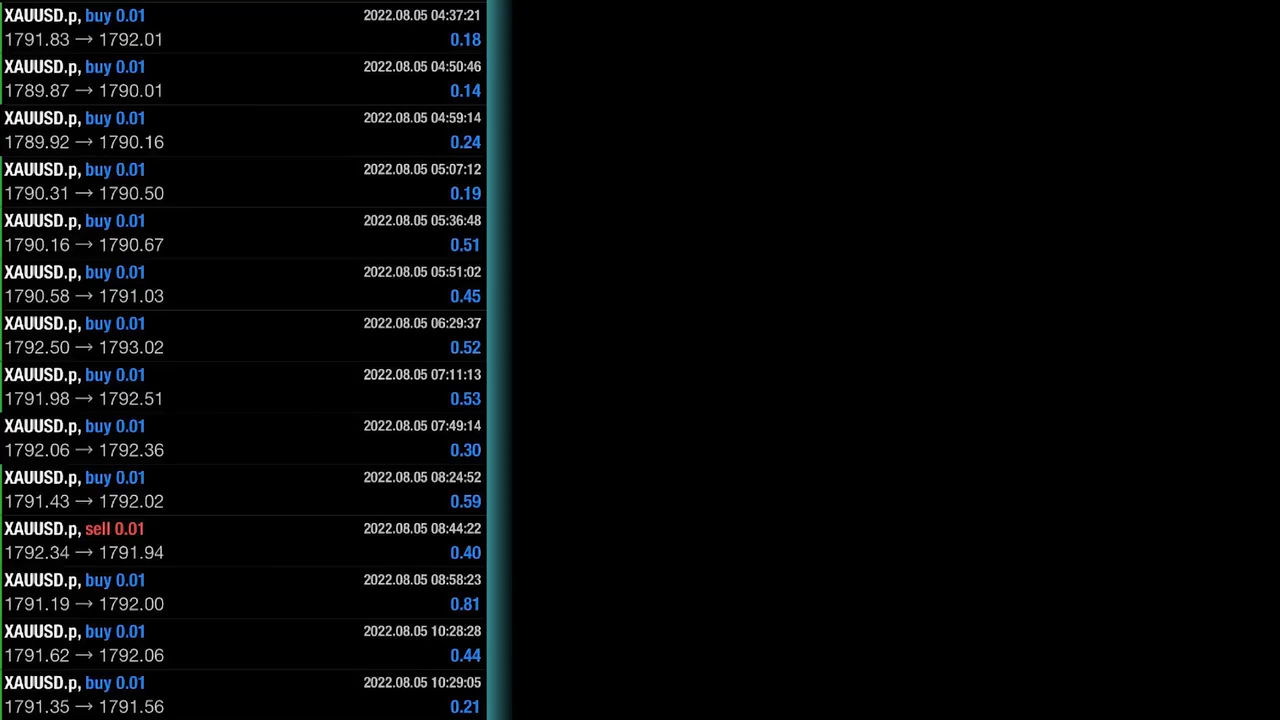 XAUUSD.p, buy 0.01 2022.08.05 04:37:21
1791.83 → 1792.01 0.18
XAUUSD.p, buy 0.01 2022.08.05 04:50:46
1789.87 → 1790.01 0.14
XAUUSD.p, buy 0.01 2022.08.05 04:59:14
1789.92 → 1790.16 0.24
XAUUSD.p, buy 0.01 2022.08.05 05:07:12
1790.31 → 1790.50 0.19
XAUUSD.p, buy 0.01 2022.08.05 05:36:48
1790.16 → 1790.67 0.51
XAUUSD.p, buy 0.01 2022.08.05 05:51:02
1790.58 → 1791.03 0.45
XAUUSD.p, buy 0.01 2022.08.05 06:29:37
1792.50 → 1793.02 0.52
XAUUSD.p, buy 0.01 2022.08.05 07:11:13
1791.98 → 1792.51 0.53
XAUUSD.p, buy 0.01 2022.08.05 07:49:14
1792.06 → 1792.36 0.30
XAUUSD.p, buy 0.01 2022.08.05 08:24:52
1791.43 → 1792.02 0.59
XAUUSD.p, sell 0.01 2022.08.05 08:44:22
1792.34 → 1791.94 0.40
XAUUSD.p, buy 0.01 2022.08.05 08:58:23
1791.19 → 1792.00 0.81
XAUUSD.p, buy 0.01 2022.08.05 10:28:28
1791.62 → 1792.06 0.44
XAUUSD.p, buy 0.01 2022.08.05 10:29:05
1791.35 → 1791.56 0.21